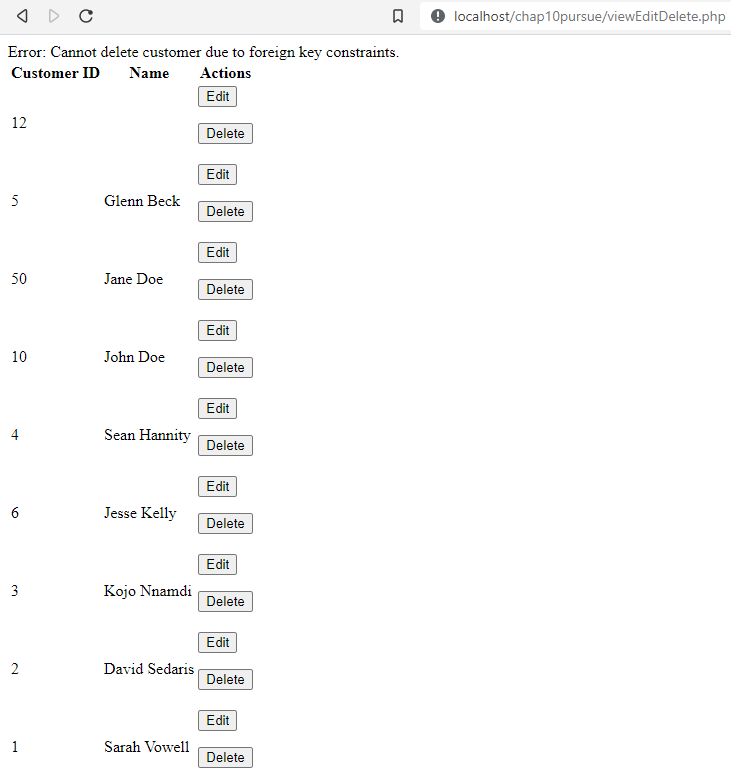 localhost/chap10pursue/viewEditDelete.php
Error: Cannot delete customer due to foreign key constraints.
Customer ID Name Actions
Edit
12
Delete
Edit
5 Glenn Beck
Delete
Edit
50 Jane Doe
Delete
Edit
10 John Doe
Delete
Edit
4 Sean Hannity
Delete
Edit
6 Jesse Kelly
Delete
Edit
3 Kojo Nnamdi
Delete
Edit
2 David Sedaris
Delete
Edit
1 Sarah Vowell
Delete